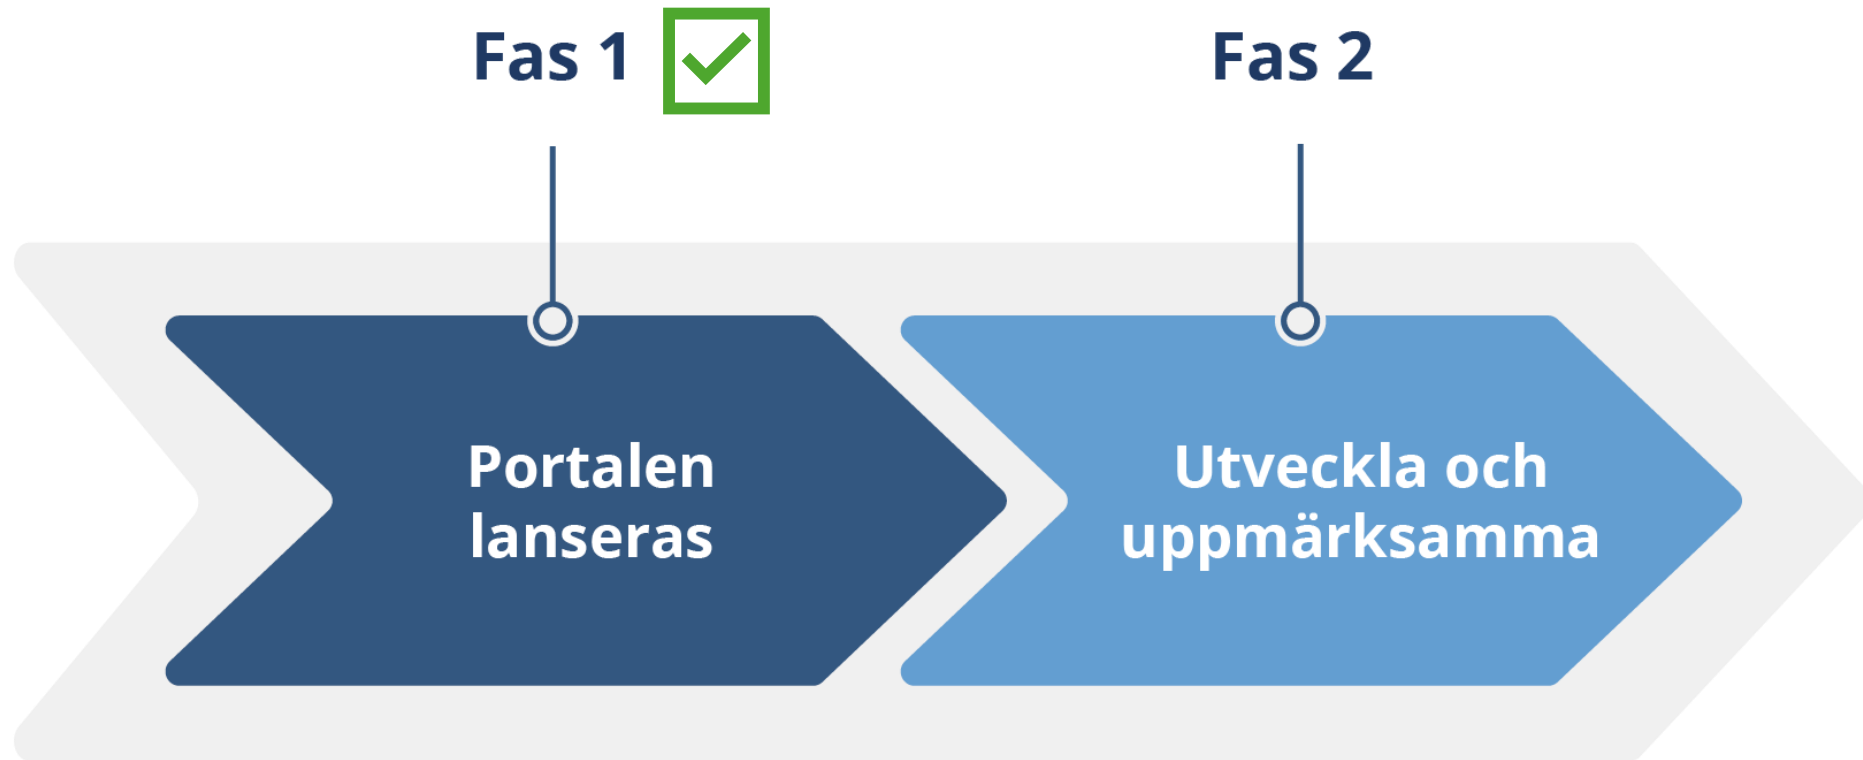 Fas 1
Fas 2
Portalen
lanseras
Utveckla och
uppmärksamma